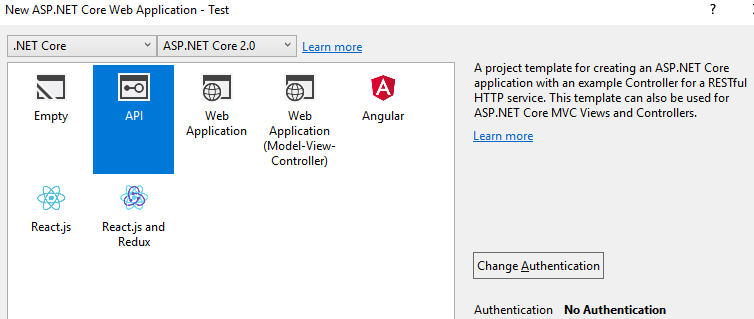 New ASP.NET Core Web Application - Test
?
.NET Core
ASP.NET Core 2.0
Learn more
Empty
API
Web
Application
Web
Application
(Model-View-
Controller)
Angular
React.js
React.js and
Redux
A project template for creating an ASP.NET Core
application with an example Controller for a RESTful
HTTP service. This template can also be used for
ASP.NET Core MVC Views and Controllers.
Learn more
Change Authentication
Authentication No Authentication